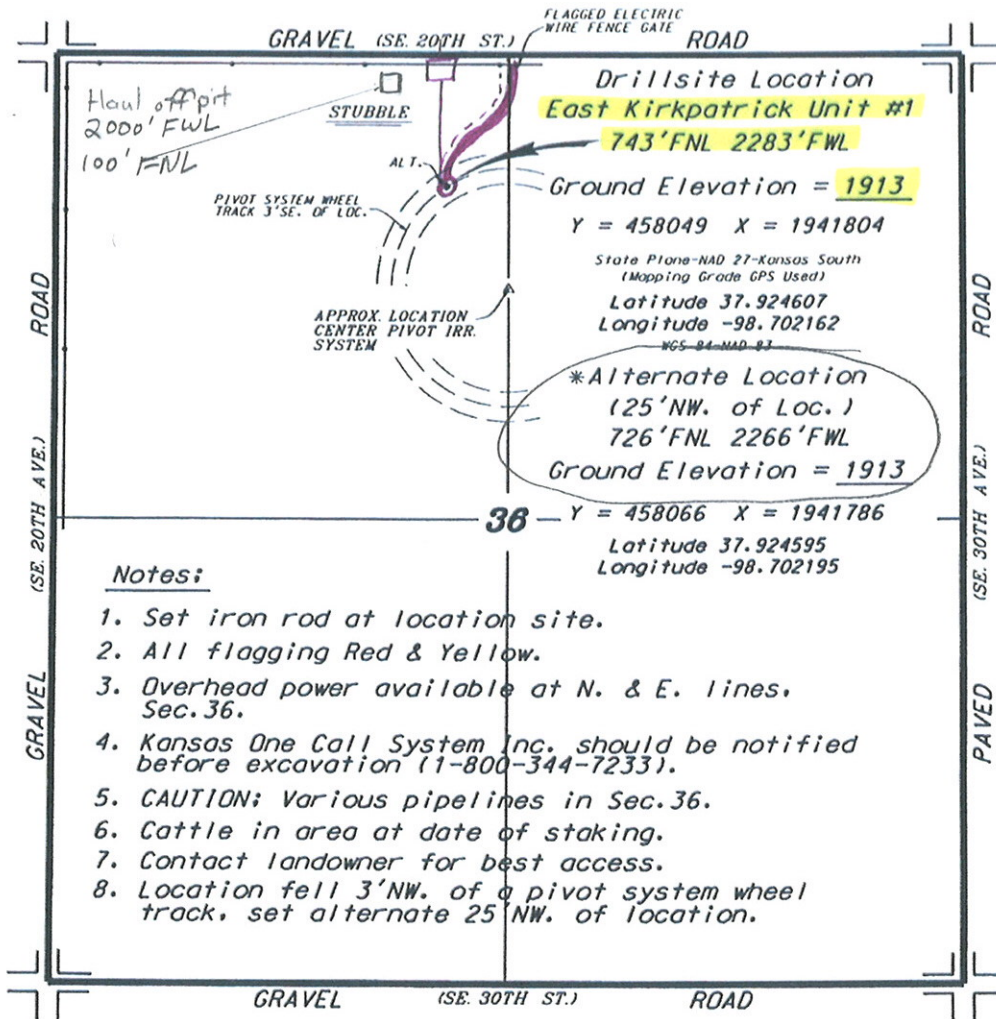 FLAGGED ELECTRIC
WIRE FENCE GATE
GRAVEL (SE. 20TH ST.) ROAD
Haul off pit
2000' FWL
100' FNL
STUBBLE
ALT.
PIVOT SYSTEM WHEEL
TRACK 3'SE. OF LOC.
APPROX. LOCATION
CENTER PIVOT IRR.
SYSTEM
Drillsite Location
East Kirkpatrick Unit #1
743'FNL 2283'FWL
Ground Elevation = 1913
Y = 458049 X = 1941804
State Plane-NAD 27-Kansas South
(Mapping Grade GPS Used)
Latitude 37.924607
Longitude -98.702162
WGS 84-NAD 83
*Alternate Location
(25'NW. of Loc.)
726'FNL 2266'FWL
Ground Elevation = 1913
Y = 458066 X = 1941786
Latitude 37.924595
Longitude -98.702195
36
ROAD
(SE. 20TH AVE.)
GRAVEL
ROAD
(SE. 30TH AVE.)
PAVED
Notes:
1. Set iron rod at location site.
2. All flagging Red & Yellow.
3. Overhead power available at N. & E. lines,
Sec.36.
4. Kansas One Call System Inc. should be notified
before excavation (1-800-344-7233).
5. CAUTION: Various pipelines in Sec.36.
6. Cattle in area at date of staking.
7. Contact landowner for best access.
8. Location fell 3'NW. of a pivot system wheel
track, set alternate 25'NW. of location.
GRAVEL (SE. 30TH ST.) ROAD